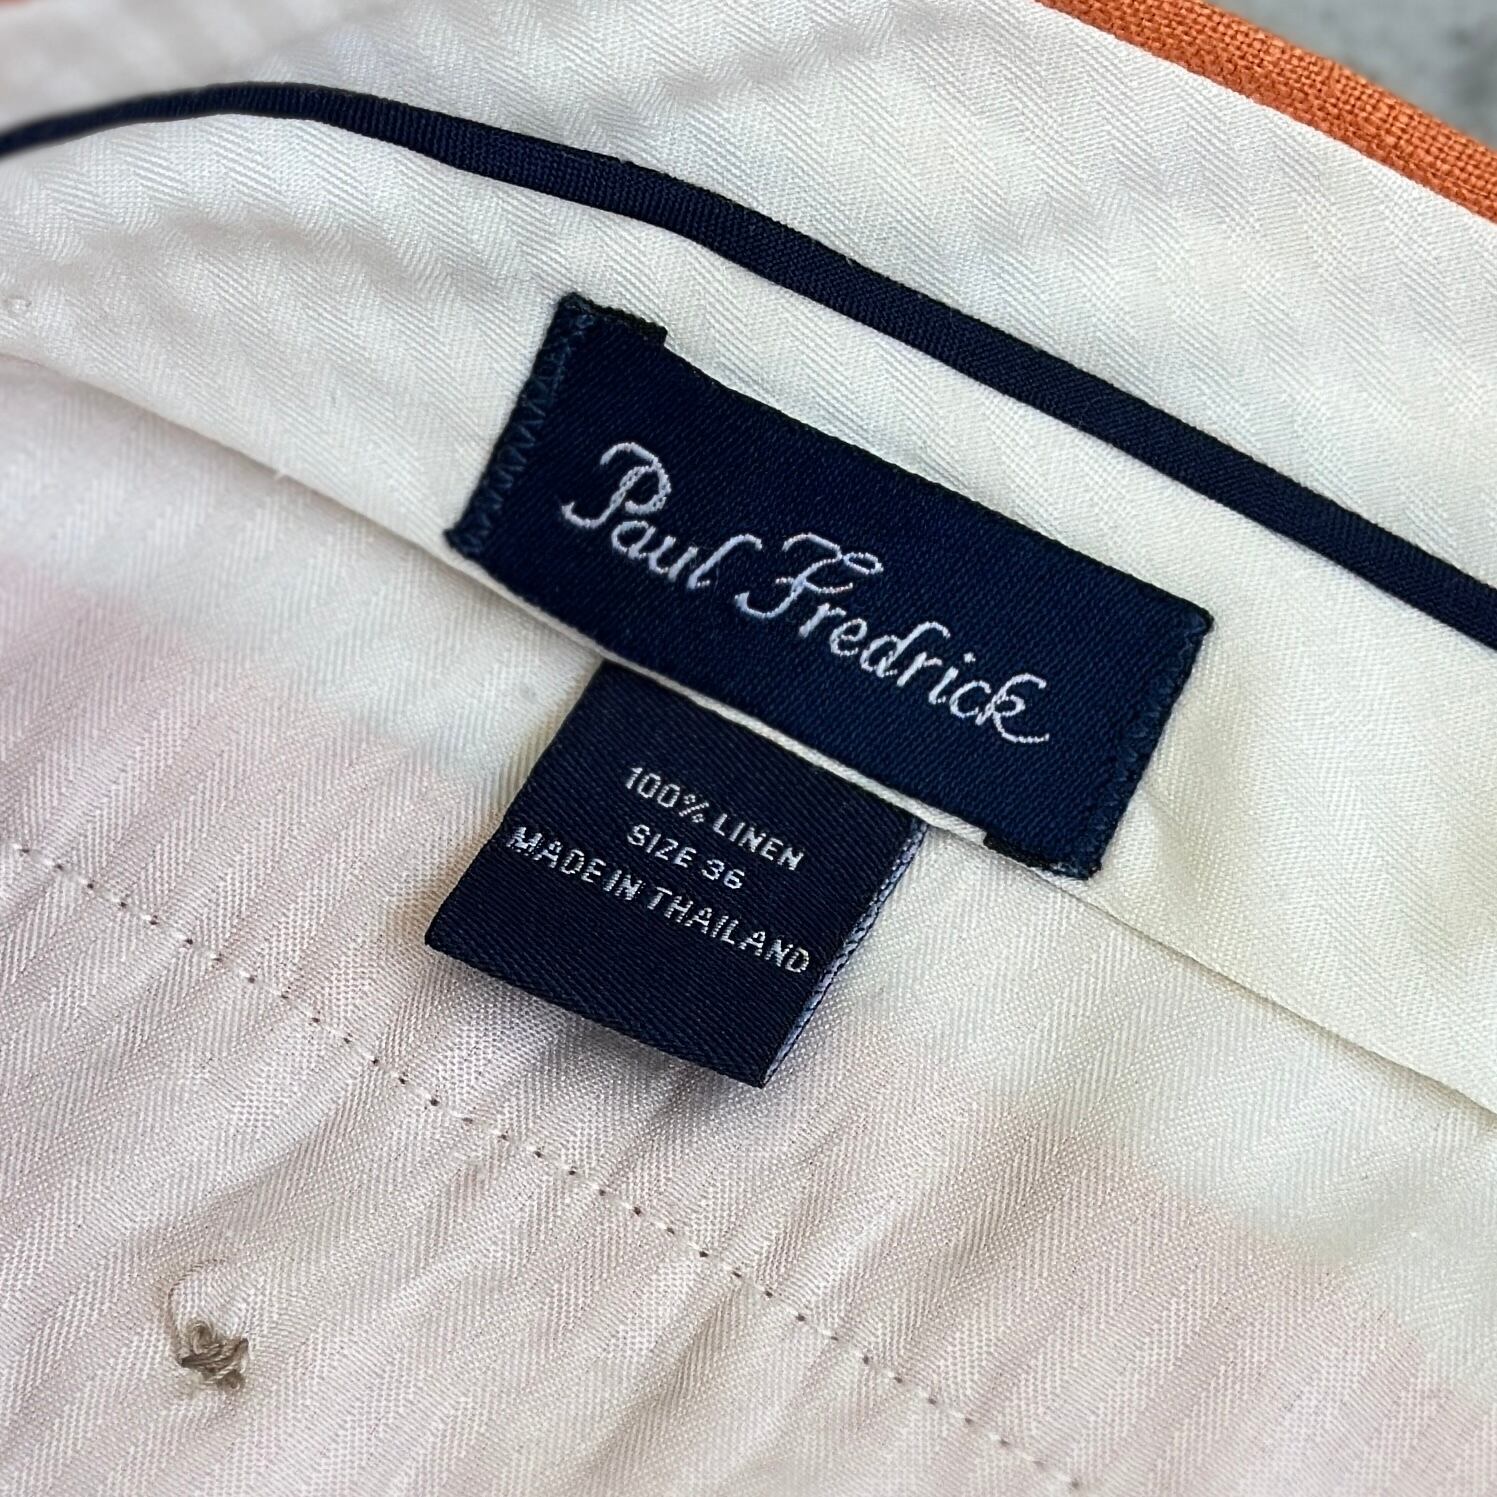 Paul Fredrick
100% LINEN
SIZE 36
MADE IN THAILAND